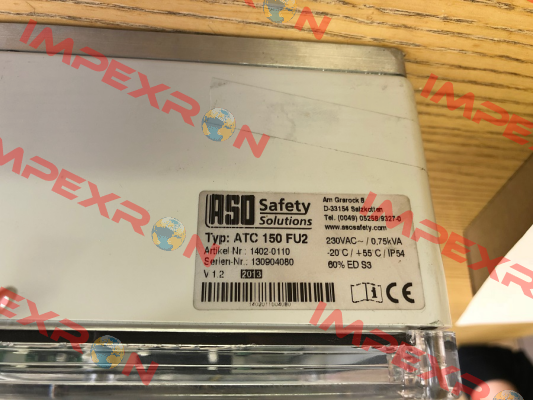 IMPEXRON
IMPEXRON
IMPEXRON
IMPEXRON
IMPEXRON
ASO Safety Solutions
Am Grarock 8
D-33154 Salzkotten
Tel. (0049) 05258/9327-0
www.asosafety.com
Typ: ATC 150 FU2
Artikel Nr.: 1402-0110
Serien-Nr.: 130904080
V 1.2 2013
230VAC~ / 0,75kVA
-20°C / +55°C / IP54
60% ED S3
i CE